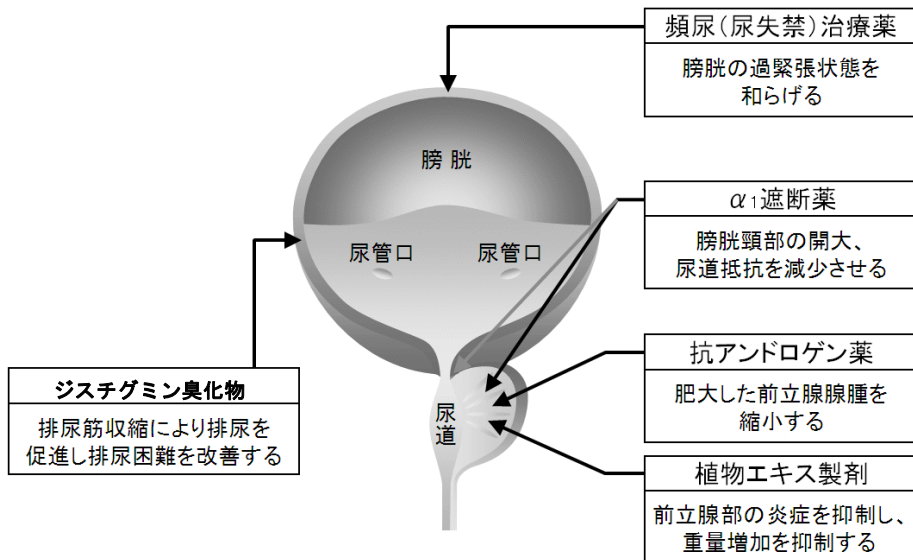 頻尿(尿失禁)治療薬
膀胱の過緊張状態を
和らげる
膀胱
α1遮断薬
膀胱頸部の開大、
尿道抵抗を減少させる
尿管口
尿管口
抗アンドロゲン薬
肥大した前立腺腺腫を
縮小する
ジスチグミン臭化物
排尿筋収縮により排尿を
促進し排尿困難を改善する
尿道
植物エキス製剤
前立腺部の炎症を抑制し、
重量増加を抑制する